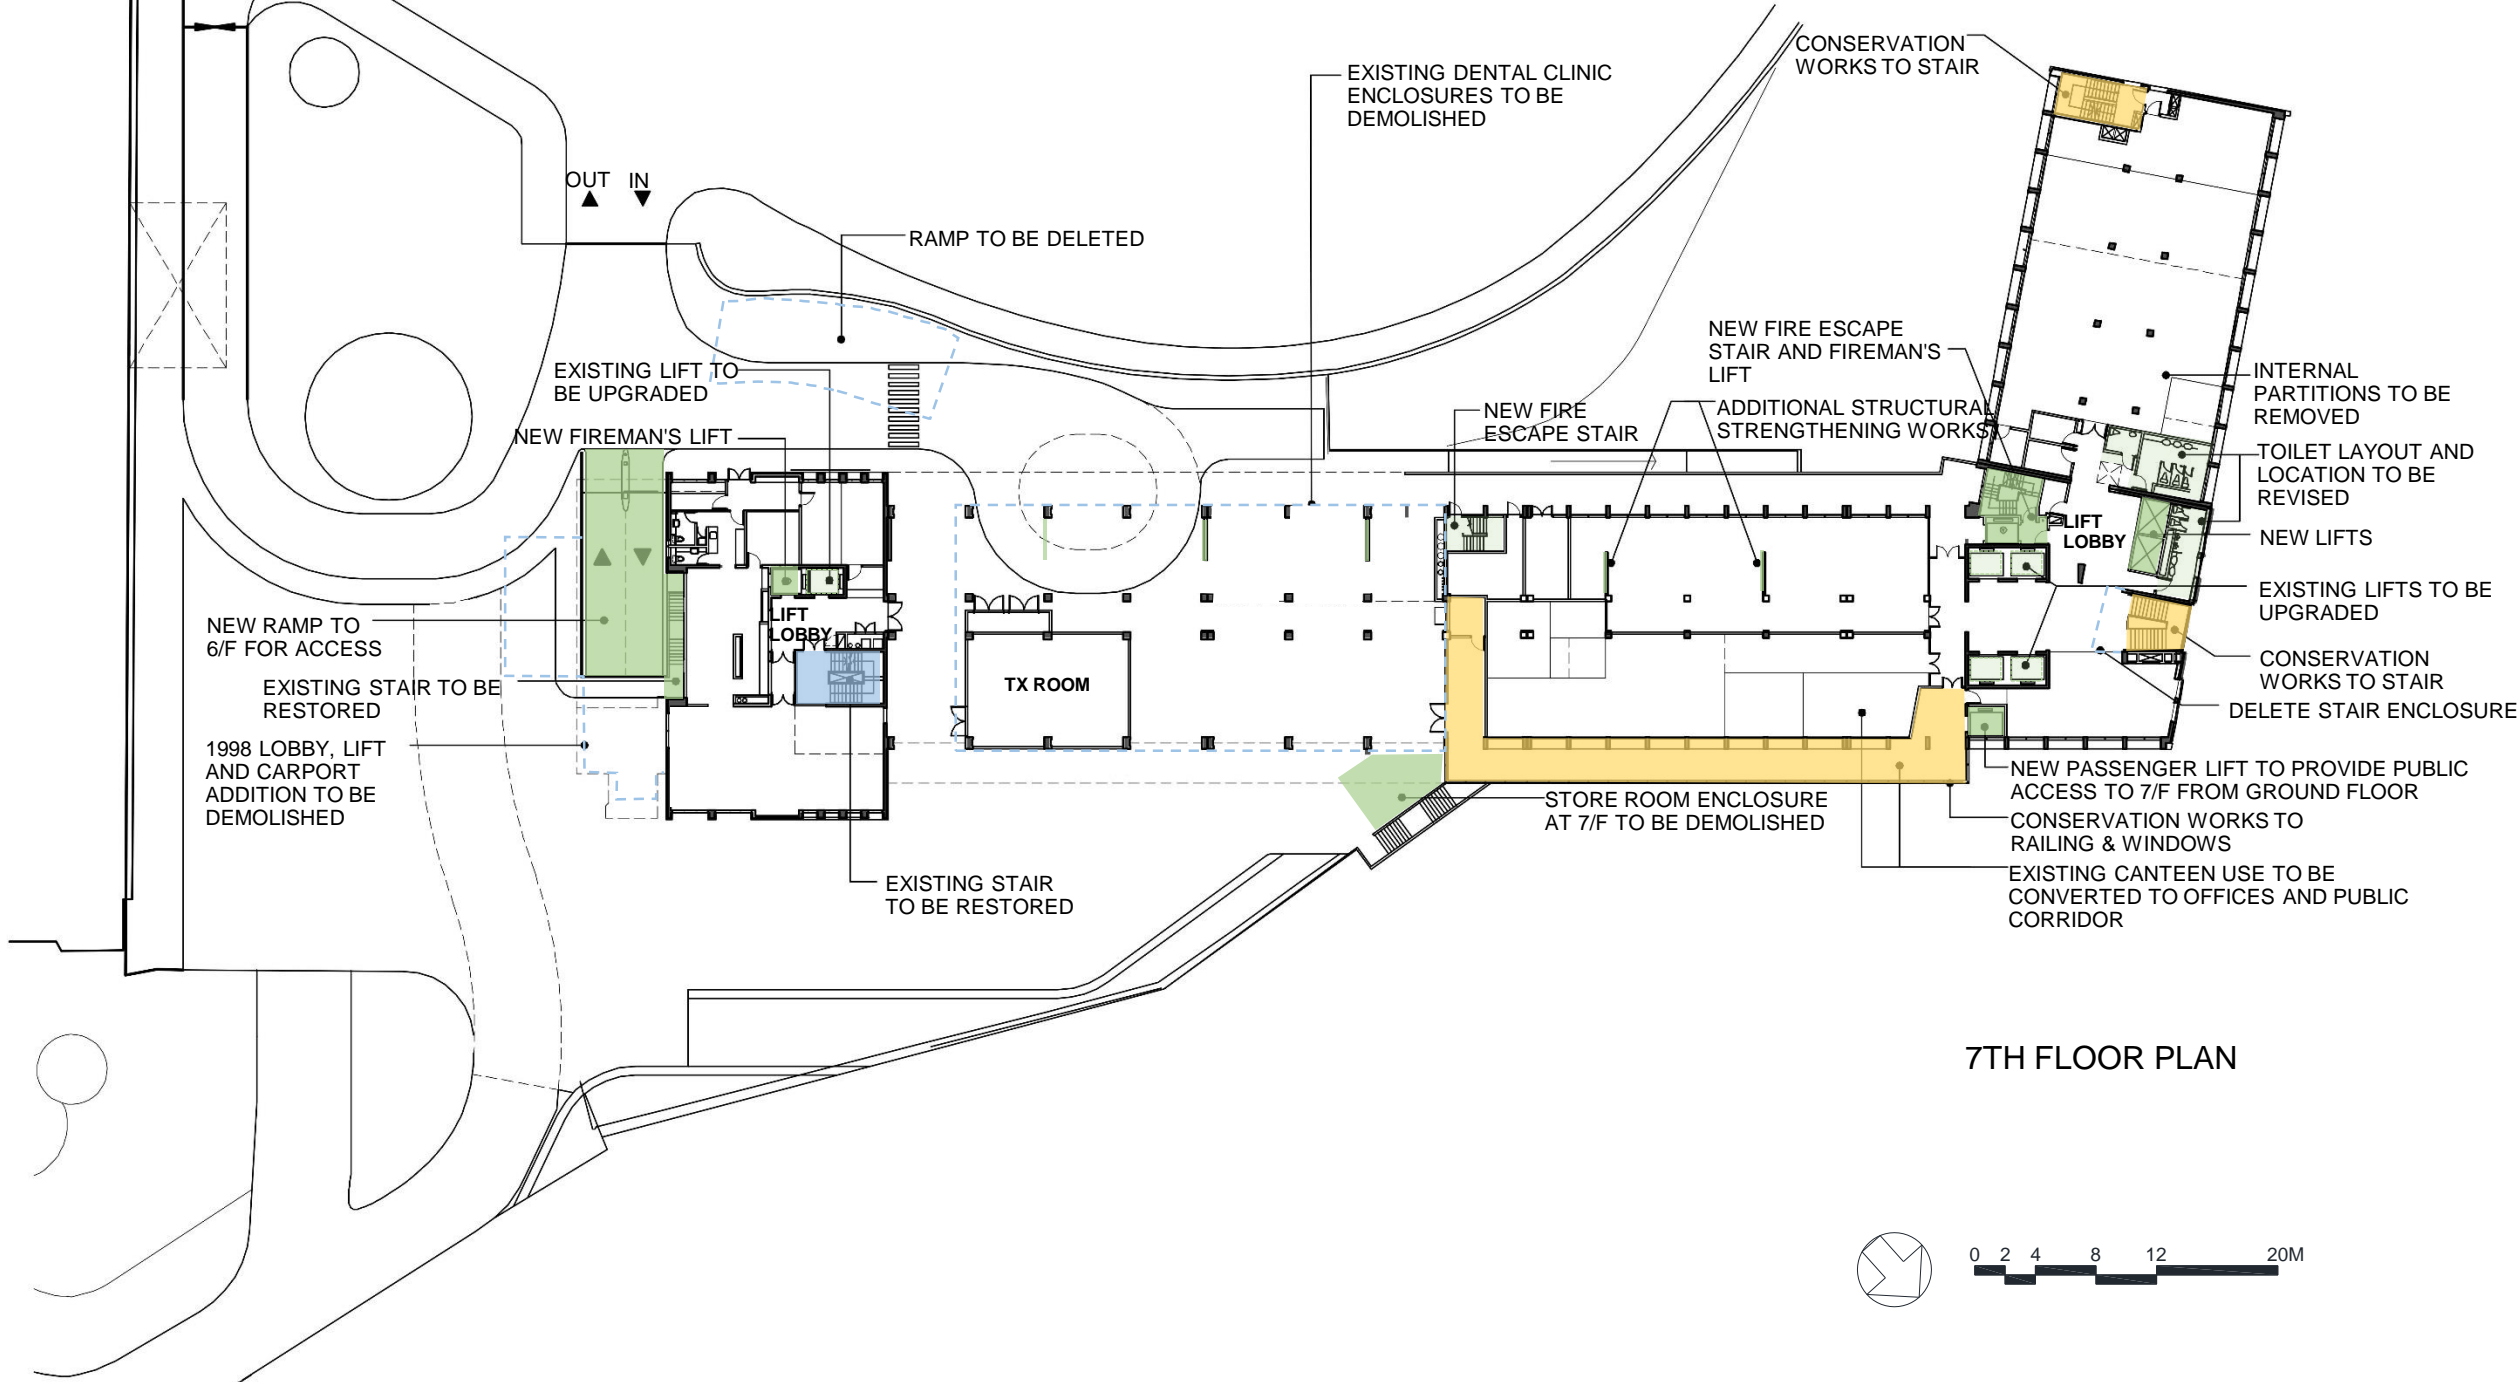 CONSERVATION
WORKS TO STAIR
EXISTING DENTAL CLINIC
ENCLOSURES TO BE
DEMOLISHED
OUT IN
RAMP TO BE DELETED
NEW FIRE ESCAPE
STAIR AND FIREMAN'S
LIFT
EXISTING LIFT TO
BE UPGRADED
INTERNAL
PARTITIONS TO BE
REMOVED
NEW FIRE
ESCAPE STAIR
ADDITIONAL STRUCTURAL
STRENGTHENING WORKS
NEW FIREMAN'S LIFT
TOILET LAYOUT AND
LOCATION TO BE
REVISED
LIFT
LOBBY
NEW LIFTS
EXISTING LIFTS TO BE
UPGRADED
LIFT
LOBBY
NEW RAMP TO
6/F FOR ACCESS
CONSERVATION
WORKS TO STAIR
EXISTING STAIR TO BE
RESTORED
TX ROOM
DELETE STAIR ENCLOSURE
1998 LOBBY, LIFT
AND CARPORT
ADDITION TO BE
DEMOLISHED
NEW PASSENGER LIFT TO PROVIDE PUBLIC
ACCESS TO 7/F FROM GROUND FLOOR
STORE ROOM ENCLOSURE
AT 7/F TO BE DEMOLISHED
CONSERVATION WORKS TO
RAILING & WINDOWS
EXISTING CANTEEN USE TO BE
CONVERTED TO OFFICES AND PUBLIC
CORRIDOR
EXISTING STAIR
TO BE RESTORED
7TH FLOOR PLAN
0 2 4 8 12 20M